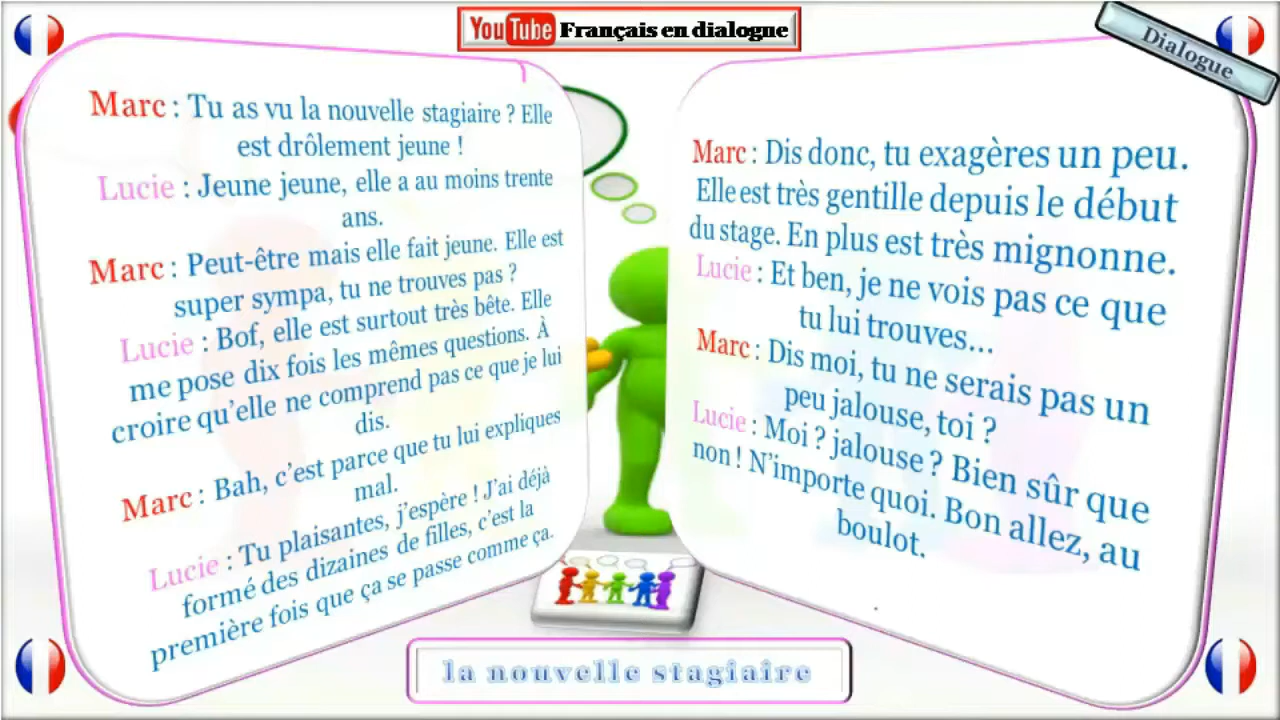 YouTube Français en dialogue
Dialogue
Marc : Tu as vu la nouvelle stagiaire ? Elle
est drôlement jeune !
Lucie : Jeune jeune, elle a au moins trente
ans.
Marc : Peut-être mais elle fait jeune. Elle est
super sympa, tu ne trouves pas ?
Lucie : Bof, elle est surtout très bête. Elle
me pose dix fois les mêmes questions. À
croire qu'elle ne comprend pas ce que je lui
dis.
Marc : Bah, c'est parce que tu lui expliques
mal.
Lucie : Tu plaisantes, j'espère ! J'ai déjà
formé des dizaines de filles, c'est la
première fois que ça se passe comme ça.
Marc : Dis donc, tu exagères un peu.
Elle est très gentille depuis le début
du stage. En plus est très mignonne.
Lucie : Et ben, je ne vois pas ce que
tu lui trouves...
Marc : Dis moi, tu ne serais pas un
peu jalouse, toi ?
Lucie : Moi ? jalouse ? Bien sûr que
non ! N'importe quoi. Bon allez, au
boulot.
la nouvelle stagiaire